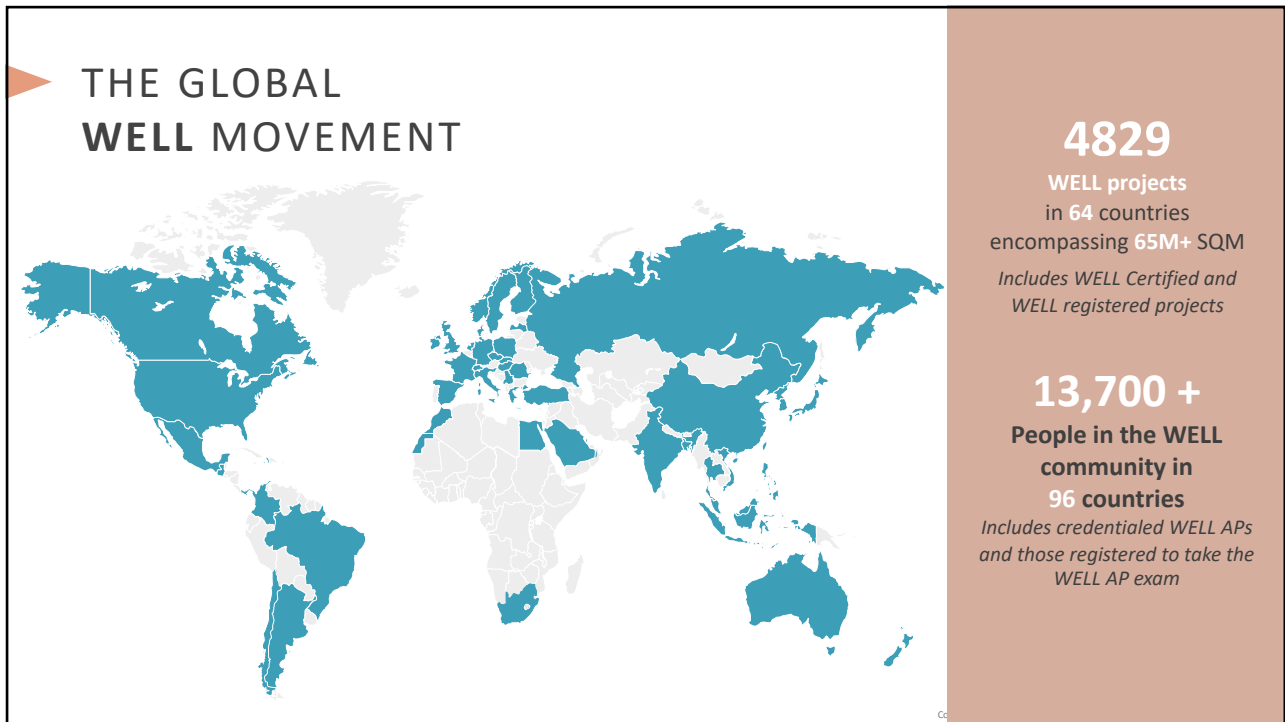 THE GLOBAL
WELL MOVEMENT
4829
WELL projects
in 64 countries
encompassing 65M+ SQM
Includes WELL Certified and
WELL registered projects
13,700 +
People in the WELL
community in
96 countries
Includes credentialed WELL APs
and those registered to take the
WELL AP exam